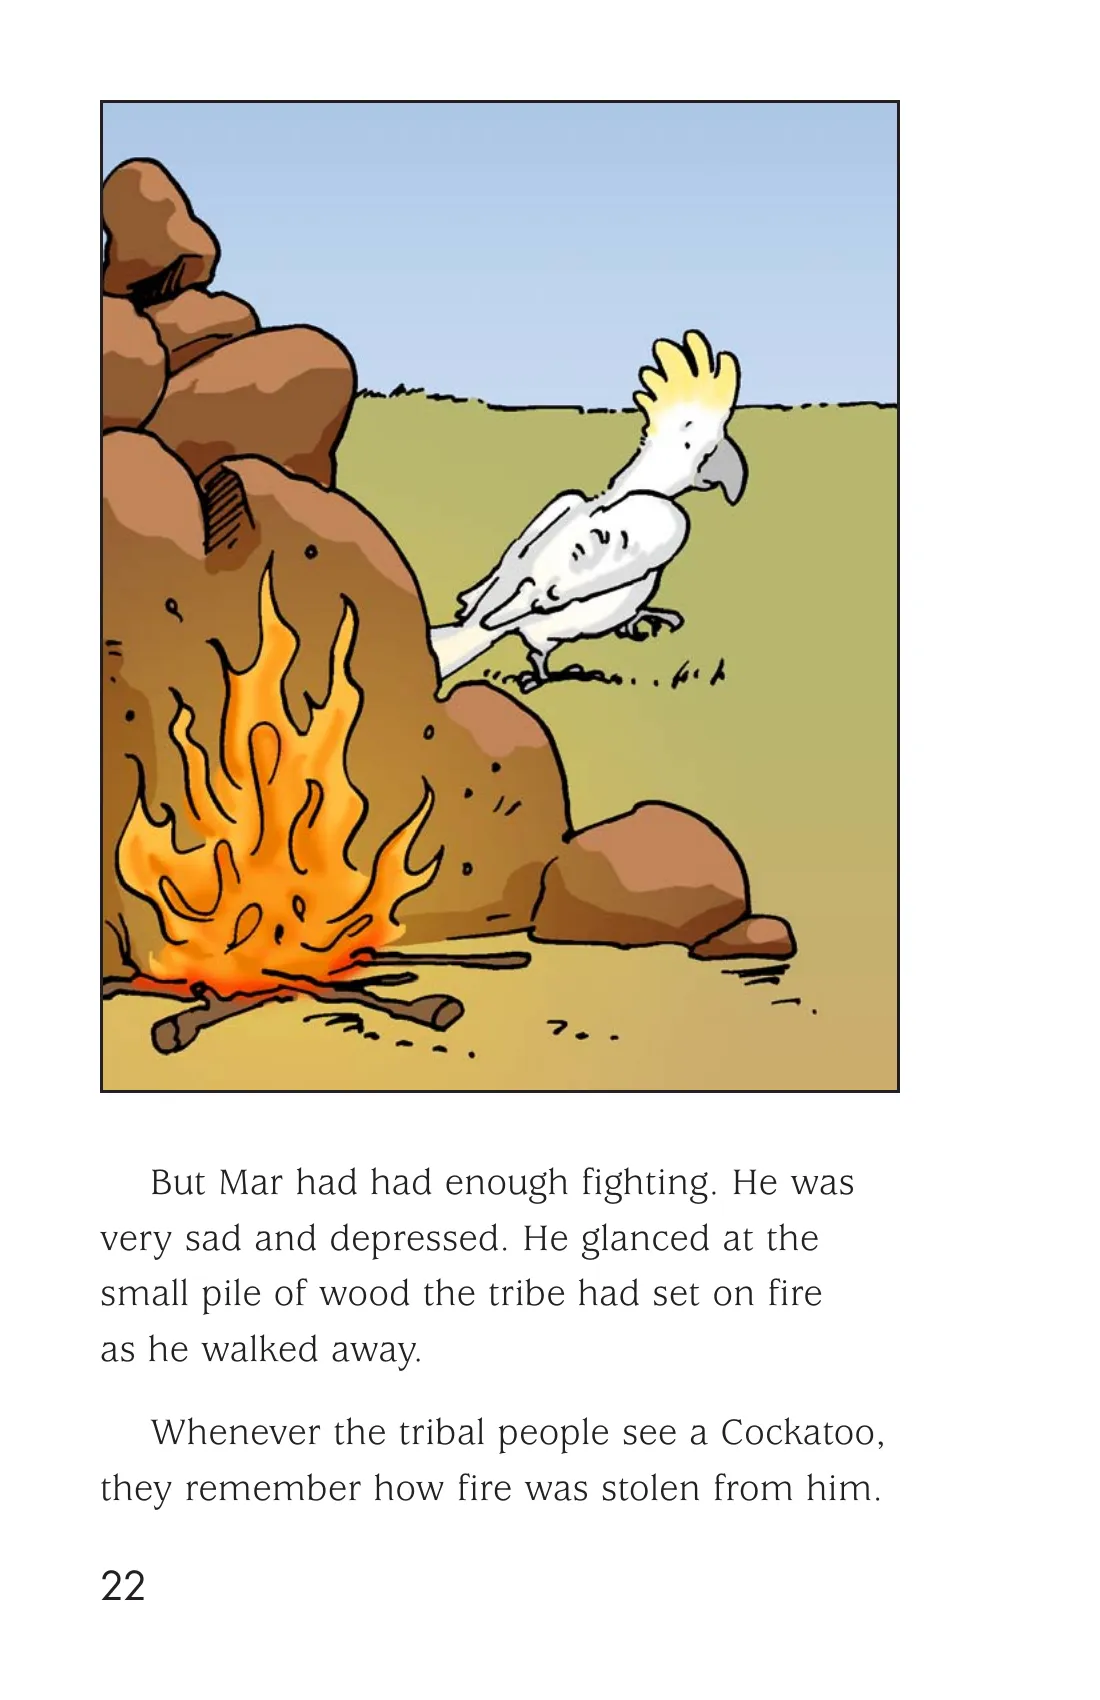 But Mar had had enough fighting. He was
very sad and depressed. He glanced at the
small pile of wood the tribe had set on fire
as he walked away.
Whenever the tribal people see a Cockatoo,
they remember how fire was stolen from him.
22